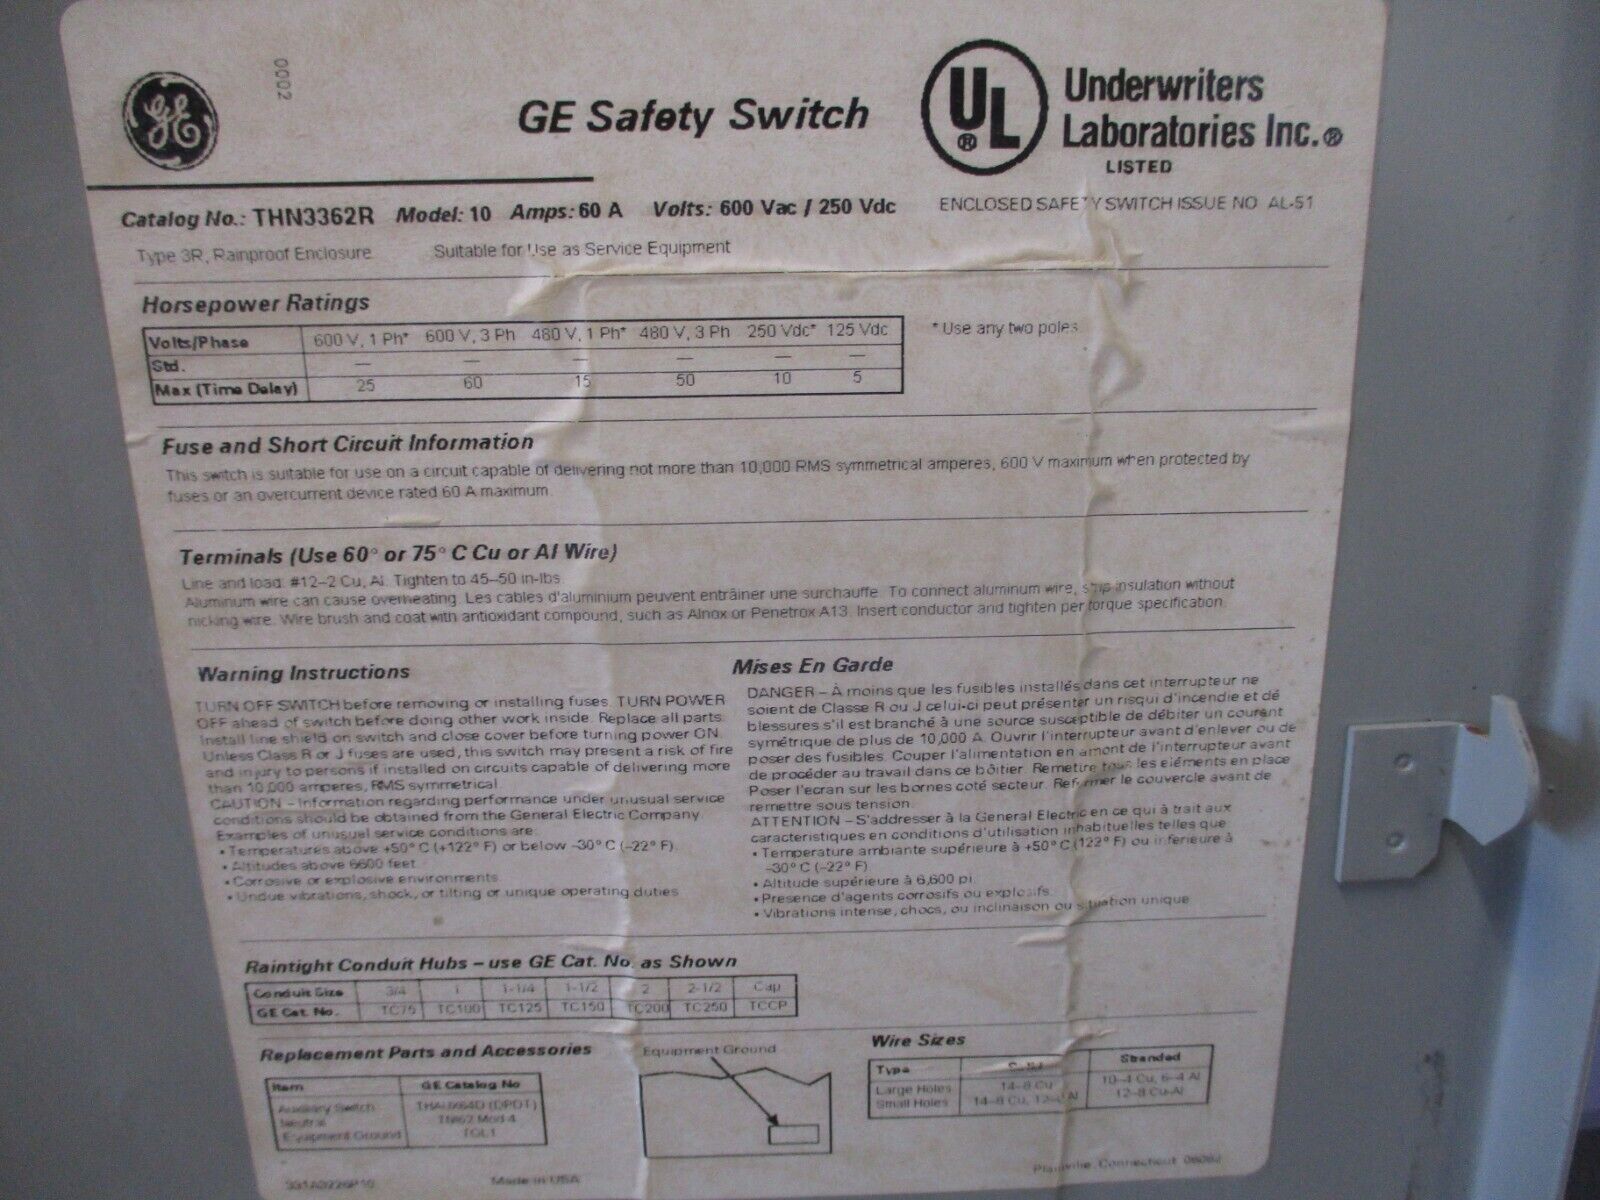 0002
GE
GE Safety Switch
UL ®
Underwriters
Laboratories Inc.®
LISTED
Catalog No.: THN3362R Model: 10 Amps: 60 A Volts: 600 Vac / 250 Vdc
ENCLOSED SAFETY SWITCH ISSUE NO AL-51
Type 3R, Rainproof Enclosure Suitable for Use as Service Equipment
Horsepower Ratings
Volts/Phase 600 V, 1 Ph* 600 V, 3 Ph 480 V, 1 Ph* 480 V, 3 Ph 250 Vdc* 125 Vdc
Std. — — — — — —
Max (Time Delay) 25 60 15 50 10 5
* Use any two poles
Fuse and Short Circuit Information
This switch is suitable for use on a circuit capable of delivering not more than 10,000 RMS symmetrical amperes, 600 V maximum when protected by
fuses or an overcurrent device rated 60 A maximum.
Terminals (Use 60° or 75° C Cu or Al Wire)
Line and load: #12–2 Cu, Al. Tighten to 45–50 in-lbs.
Aluminum wire can cause overheating. Les cables d'aluminium peuvent entrâiner une surchauffe. To connect aluminum wire, strip insulation without
nicking wire. Wire brush and coat with antioxidant compound, such as Alnox or Penetrox A13. Insert conductor and tighten per torque specification.
Warning Instructions
TURN OFF SWITCH before removing or installing fuses. TURN POWER
OFF ahead of switch before doing other work inside. Replace all parts.
Install line shield on switch and close cover before turning power ON.
Unless Class R or J fuses are used, this switch may present a risk of fire
and injury to persons if installed on circuits capable of delivering more
than 10,000 amperes, RMS symmetrical.
CAUTION – Information regarding performance under unusual service
conditions should be obtained from the General Electric Company.
Examples of unusual service conditions are:
• Temperatures above +50° C (+122° F) or below –30° C (–22° F)
• Altitudes above 6600 feet
• Corrosive or explosive environments
• Undue vibrations, shock, or tilting or unique operating duties
Mises En Garde
DANGER – À moins que les fusibles installés dans cet interrupteur ne
soient de Classe R ou J celui-ci peut présenter un risqui d'incendie et dé
blessures s'il est branché à une source susceptible de débiter un courant
symétrique de plus de 10,000 A. Ouvrir l'interrupteur avant d'enlever ou de
poser des fusibles. Couper l'alimentation en amont de l'interrupteur avant
de procéder au travail dans ce bôitier. Remetire tous les eléments en place
Poser l'ecran sur les bornes coté secteur. Refermer le couvercle avant de
remettre sous tension.
ATTENTION – S'addresser à la General Electric en ce qui à trait aux
caracteristiques en conditions d'utilisation inhabituelles telles que
• Temperature ambiante supérieure à +50° C (122° F) ou inférieure à
–30° C (–22° F)
• Altitude supérieure à 6,600 pi.
• Presence d'agents corrosifs ou explosifs
• Vibrations intense, chocs, ou inclinaison ou situation unique
Raintight Conduit Hubs – use GE Cat. No. as Shown
Conduit Size 3/4 1 1-1/4 1-1/2 2 2-1/2 Cap
GE Cat. No. TC75 TC100 TC125 TC150 TC200 TC250 TCCP
Replacement Parts and Accessories
Item GE Catalog No
Auxiliary Switch (DPDT)
Neutral TN62 Mod 4
Equipment Ground TGL1
Equipment Ground
Wire Sizes
Type Solid Stranded
Large Holes 14–8 Cu 10–4 Cu, 6–4 Al
Small Holes 14–8 Cu, 12–8 Al 12–8 Cu-Al
Made in USA
Plainville, Connecticut 06062